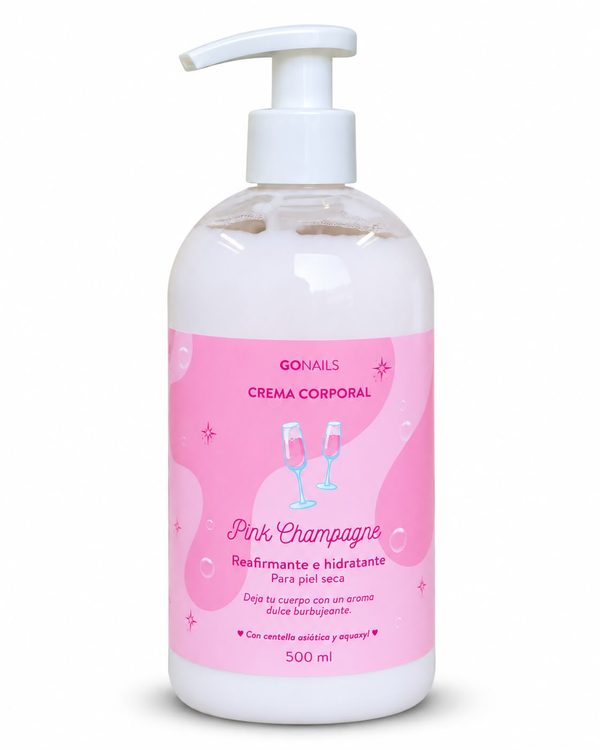 GONAILS
CREMA CORPORAL
Pink Champagne
Reafirmante e hidratante
Para piel seca
Deja tu cuerpo con un aroma
dulce burbujeante.
♥ Con centella asiática y aquaxyl ♥
500 ml